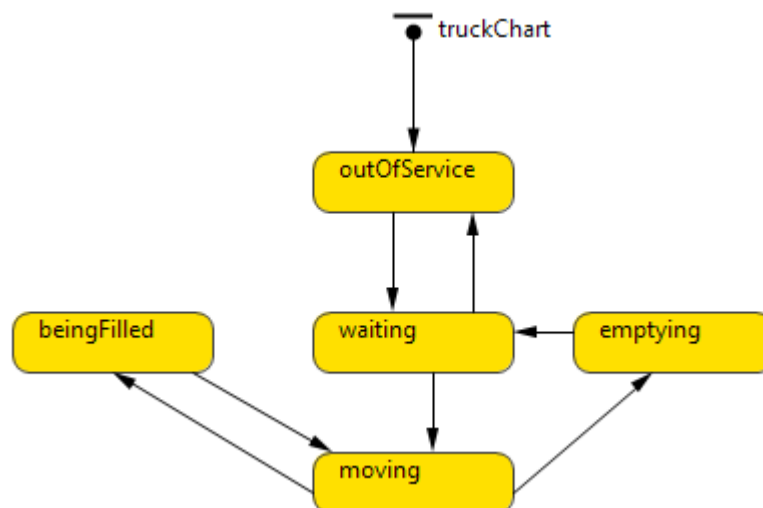 truckChart
outOfService
beingFilled
waiting
emptying
moving